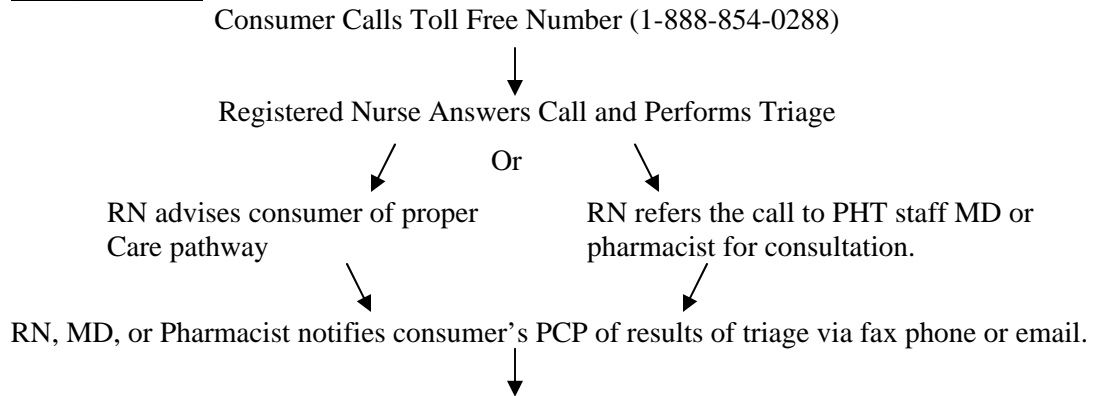 Consumer Calls Toll Free Number (1-888-854-0288)
Registered Nurse Answers Call and Performs Triage
Or
RN advises consumer of proper
Care pathway
RN refers the call to PHT staff MD or
pharmacist for consultation.
RN, MD, or Pharmacist notifies consumer’s PCP of results of triage via fax phone or email.